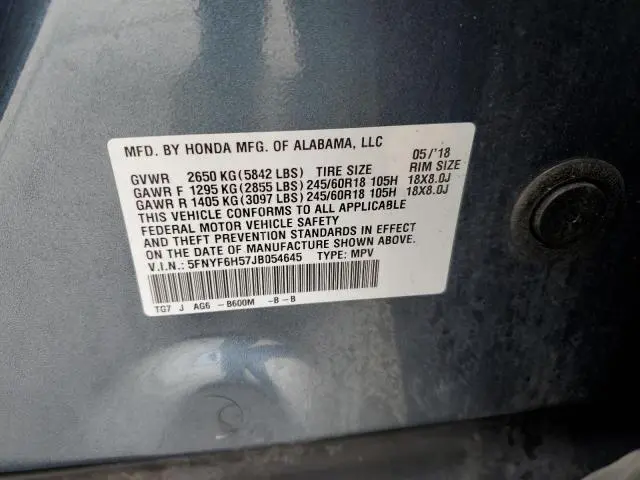 MFD. BY HONDA MFG. OF ALABAMA, LLC 05/'18
GVWR 2650 KG (5842 LBS) TIRE SIZE RIM SIZE
GAWR F 1295 KG (2855 LBS) 245/60R18 105H 18X8.0J
GAWR R 1405 KG (3097 LBS) 245/60R18 105H 18X8.0J
THIS VEHICLE CONFORMS TO ALL APPLICABLE
FEDERAL MOTOR VEHICLE SAFETY
AND THEFT PREVENTION STANDARDS IN EFFECT
ON THE DATE OF MANUFACTURE SHOWN ABOVE.
V.I.N.: 5FNYF6H57JB054645 TYPE: MPV
TG7 J AG6 -B600M -B-B